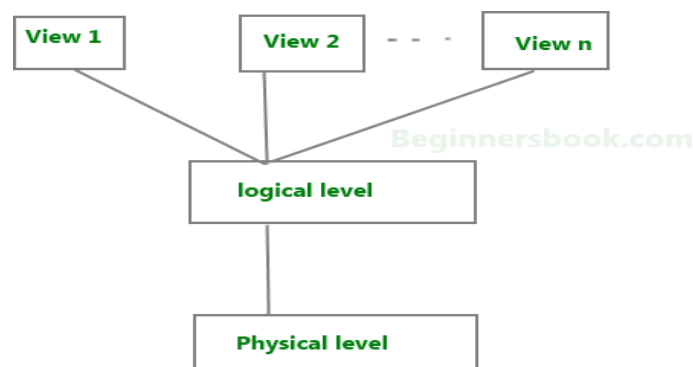 View 1
View 2
View n
Beginnersbook.com
logical level
Physical level